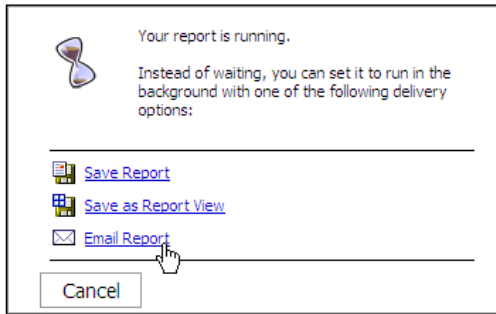 Your report is running.
Instead of waiting, you can set it to run in the
background with one of the following delivery
options:
Save Report
Save as Report View
Email Report
Cancel